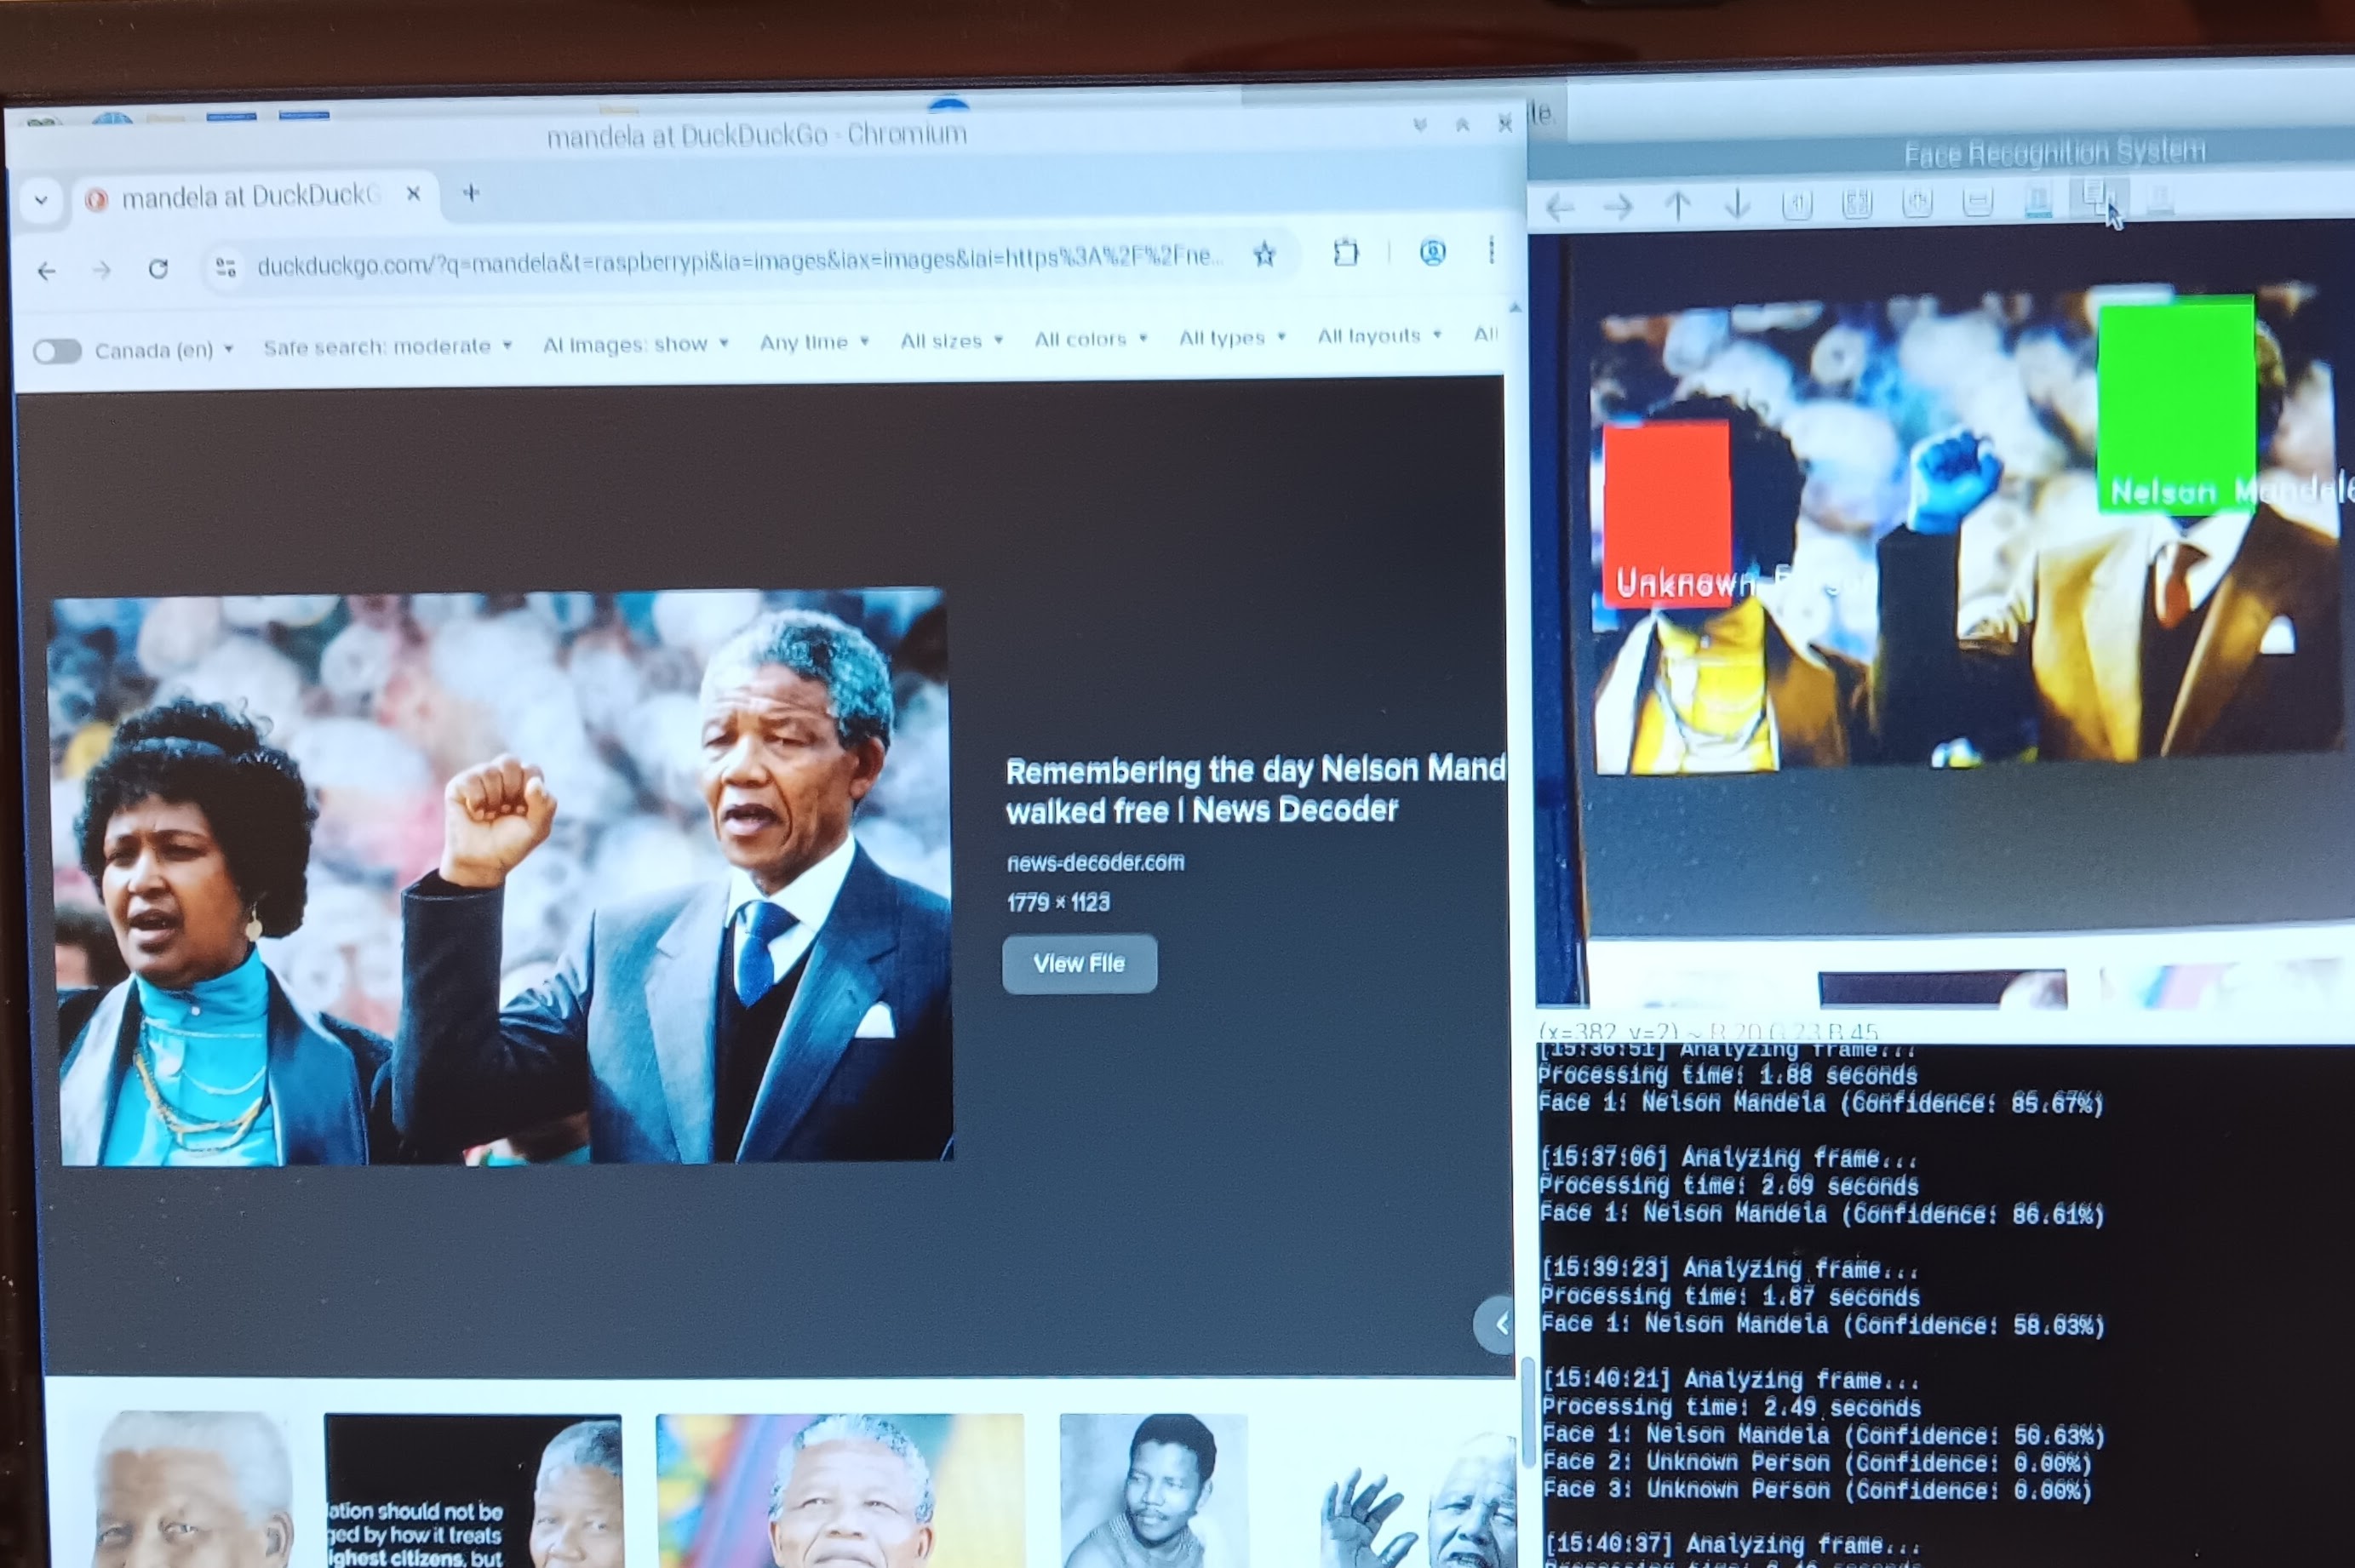 mandela at DuckDuckGo - Chromium
mandela at DuckDuckG
duckduckgo.com/?q=mandela&t=raspberrypi&ia=images&iax=images&iai=https%3A%2F%2Fne...
Canada (en)
Safe search: moderate
AI Images: show
Any time
All sizes
All colors
All types
All layouts
All
Remembering the day Nelson Mand
walked free | News Decoder
news-decoder.com
1779 × 1123
View File
ation should not be
ged by how it treats
ighest citizens, but
te.
Face Recognition System
Unknown
Nelson Mandela
(x=382, y=2) ~ R:20 G:23 B:45
[15:36:51] Analyzing frame...
Processing time: 1.88 seconds
Face 1: Nelson Mandela (Confidence: 85.67%)
[15:37:06] Analyzing frame...
Processing time: 2.09 seconds
Face 1: Nelson Mandela (Confidence: 86.61%)
[15:39:23] Analyzing frame...
Processing time: 1.87 seconds
Face 1: Nelson Mandela (Confidence: 58.03%)
[15:40:21] Analyzing frame...
Processing time: 2.49 seconds
Face 1: Nelson Mandela (Confidence: 50.63%)
Face 2: Unknown Person (Confidence: 0.00%)
Face 3: Unknown Person (Confidence: 0.00%)
[15:40:37] Analyzing frame...